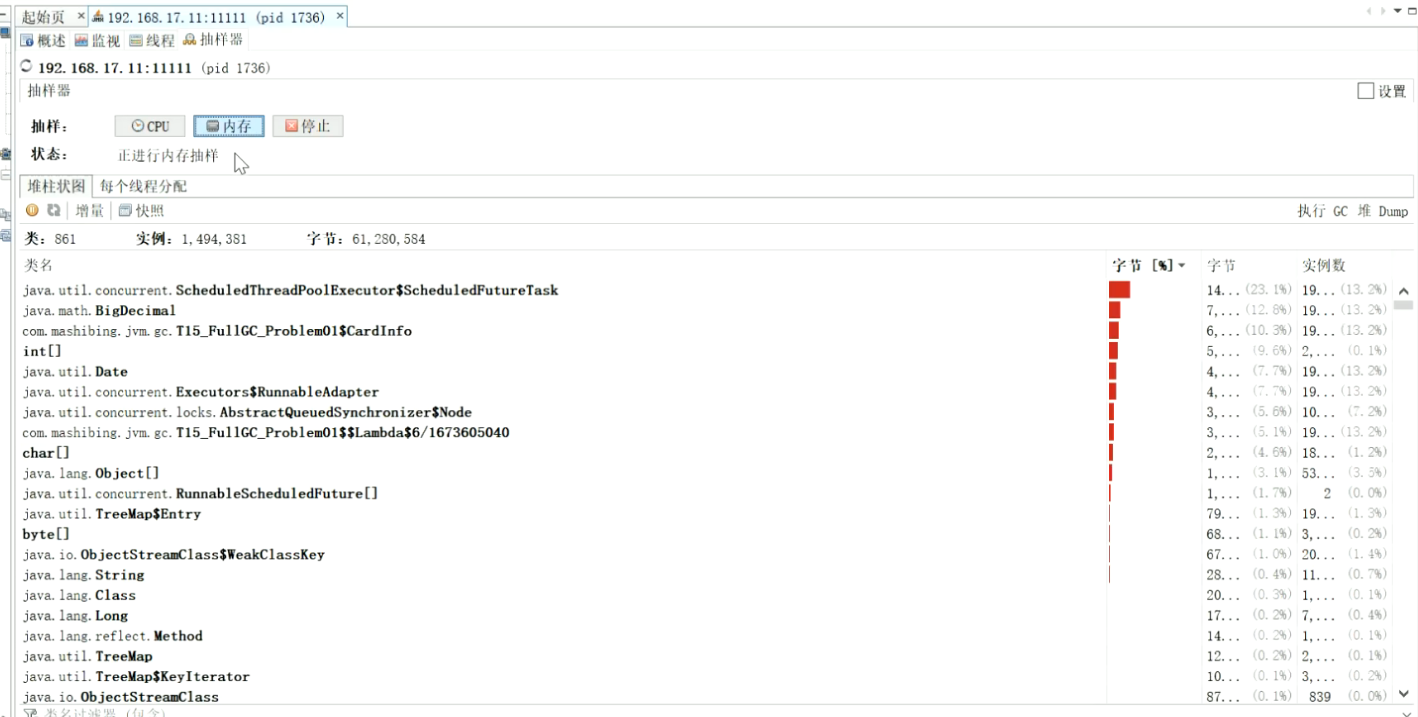 起始页 × 192.168.17.11:11111 (pid 1736) ×
概述 监视 线程 抽样器
192.168.17.11:11111 (pid 1736)
抽样器 设置
抽样： CPU 内存 停止
状态： 正进行内存抽样
堆柱状图 每个线程分配
增量 快照 执行 GC 堆 Dump
类：861 实例：1,494,381 字节：61,280,584
类名 字节 [%] 字节 实例数
java.util.concurrent.ScheduledThreadPoolExecutor$ScheduledFutureTask 14... (23.1%) 19... (13.2%)
java.math.BigDecimal 7,... (12.8%) 19... (13.2%)
com.mashibing.jvm.gc.T15_FullGC_Problem01$CardInfo 6,... (10.3%) 19... (13.2%)
int[] 5,... (9.6%) 2,... (0.1%)
java.util.Date 4,... (7.7%) 19... (13.2%)
java.util.concurrent.Executors$RunnableAdapter 4,... (7.7%) 19... (13.2%)
java.util.concurrent.locks.AbstractQueuedSynchronizer$Node 3,... (5.6%) 10... (7.2%)
com.mashibing.jvm.gc.T15_FullGC_Problem01$$Lambda$6/1673605040 3,... (5.1%) 19... (13.2%)
char[] 2,... (4.6%) 18... (1.2%)
java.lang.Object[] 1,... (3.1%) 53... (3.5%)
java.util.concurrent.RunnableScheduledFuture[] 1,... (1.7%) 2 (0.0%)
java.util.TreeMap$Entry 79... (1.3%) 19... (1.3%)
byte[] 68... (1.1%) 3,... (0.2%)
java.io.ObjectStreamClass$WeakClassKey 67... (1.0%) 20... (1.4%)
java.lang.String 28... (0.4%) 11... (0.7%)
java.lang.Class 20... (0.3%) 1,... (0.1%)
java.lang.Long 17... (0.2%) 7,... (0.4%)
java.lang.reflect.Method 14... (0.2%) 1,... (0.1%)
java.util.TreeMap 12... (0.2%) 2,... (0.1%)
java.util.TreeMap$KeyIterator 10... (0.1%) 3,... (0.2%)
java.io.ObjectStreamClass 87... (0.1%) 839 (0.0%)
类名过滤器 (包含)